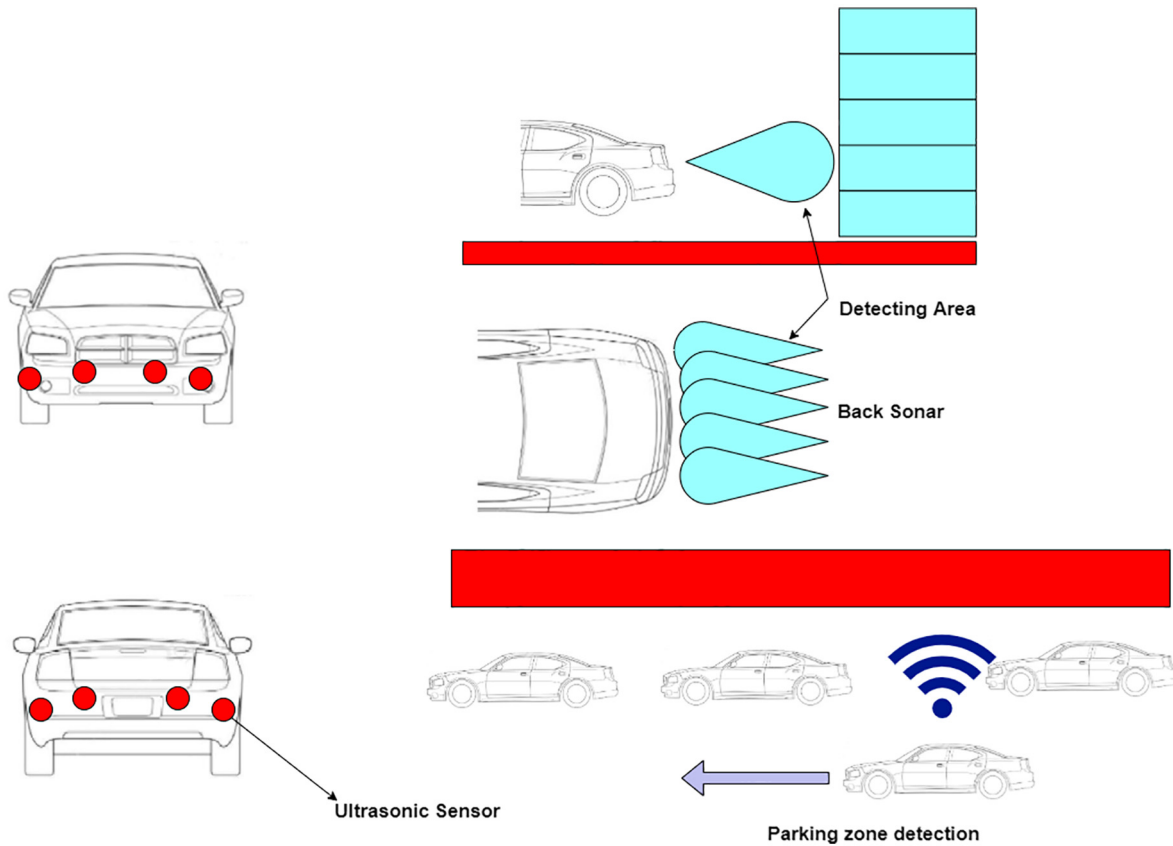 Detecting Area
Back Sonar
Ultrasonic Sensor
Parking zone detection